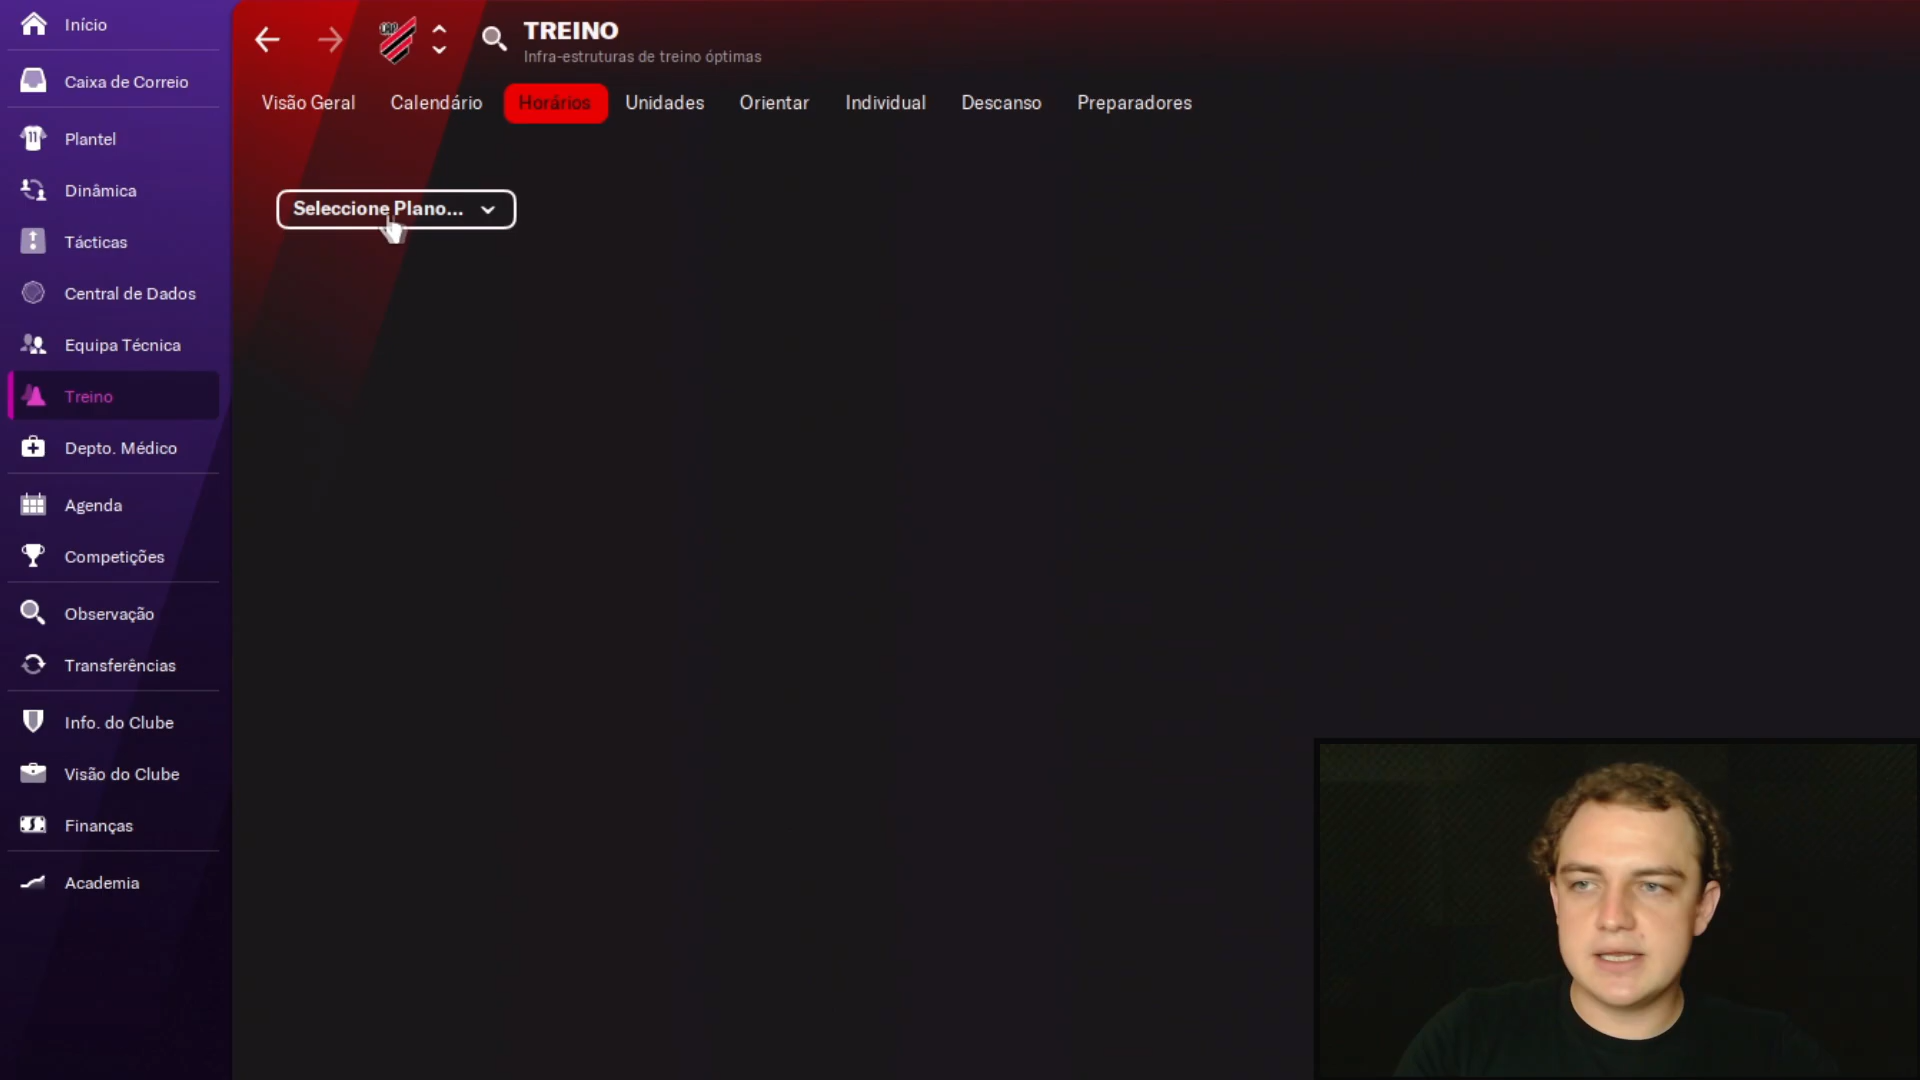 Início
Caixa de Correio
Plantel
Dinâmica
Tácticas
Central de Dados
Equipa Técnica
Treino
Depto. Médico
Agenda
Competições
Observação
Transferências
Info. do Clube
Visão do Clube
Finanças
Academia
CAP
TREINO
Infra-estruturas de treino óptimas
Visão Geral Calendário Horários Unidades Orientar Individual Descanso Preparadores
Seleccione Plano...
11